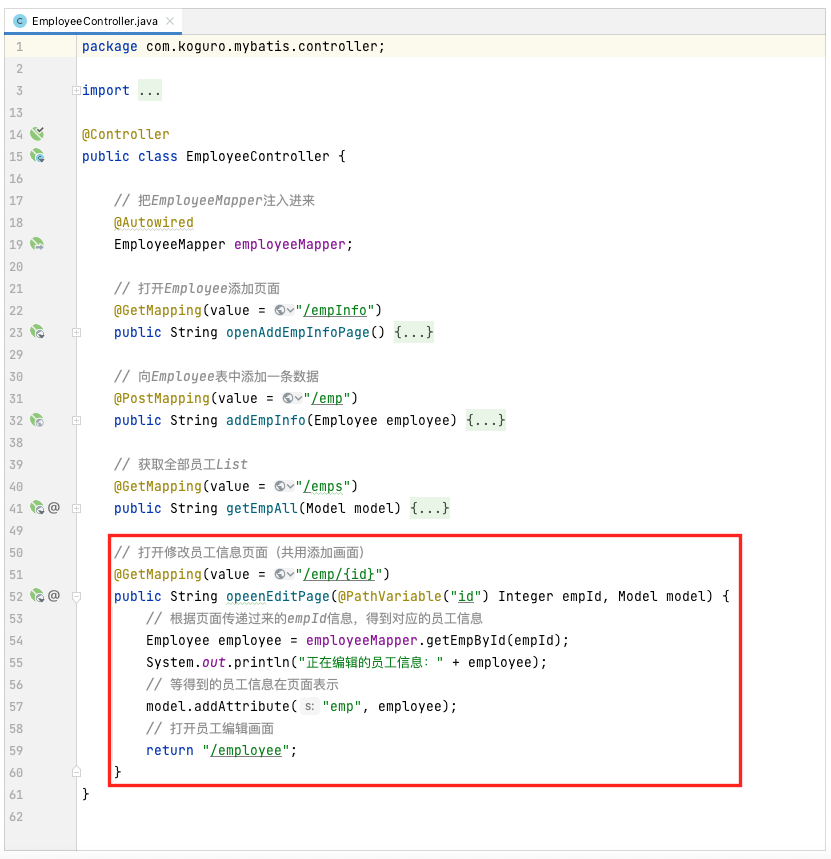 EmployeeController.java
1 package com.koguro.mybatis.controller;
2
3 import ...
13
14 @Controller
15 public class EmployeeController {
16
17 // 把EmployeeMapper注入进来
18 @Autowired
19 EmployeeMapper employeeMapper;
20
21 // 打开Employee添加页面
22 @GetMapping(value = "/empInfo")
23 public String openAddEmpInfoPage() {...}
29
30 // 向Employee表中添加一条数据
31 @PostMapping(value = "/emp")
32 public String addEmpInfo(Employee employee) {...}
38
39 // 获取全部员工List
40 @GetMapping(value = "/emps")
41 @ public String getEmpAll(Model model) {...}
49
50 // 打开修改员工信息页面（共用添加画面）
51 @GetMapping(value = "/emp/{id}")
52 @ public String opeenEditPage(@PathVariable("id") Integer empId, Model model) {
53 // 根据页面传递过来的empId信息，得到对应的员工信息
54 Employee employee = employeeMapper.getEmpById(empId);
55 System.out.println("正在编辑的员工信息：" + employee);
56 // 等得到的员工信息在页面表示
57 model.addAttribute( s: "emp", employee);
58 // 打开员工编辑画面
59 return "/employee";
60 }
61 }
62